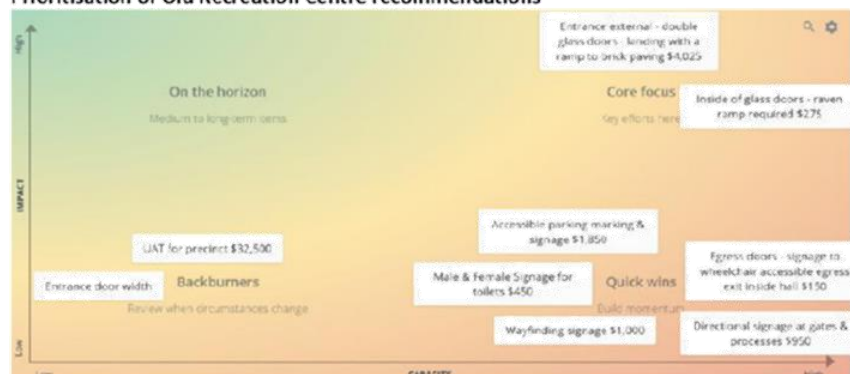 Prioritisation of Old Recreation Centre recommendations
High
Entrance external - double
glass doors - landing with a
ramp to brick paving $4,025
On the horizon
Medium to long-term items
Core focus
Key efforts here
Inside of glass doors - raven
ramp required $275
IMPACT
Accessible parking marking &
signage $1,850
UAT for precinct $32,500
Entrance door width
Backburners
Review when circumstances change
Male & Female Signage for
toilets $450
Quick wins
Build momentum
Egress doors - signage to
wheelchair accessible egress
exit inside hall $150
Wayfinding signage $1,000
Directional signage at gates &
processes $950
Low
CAPACITY